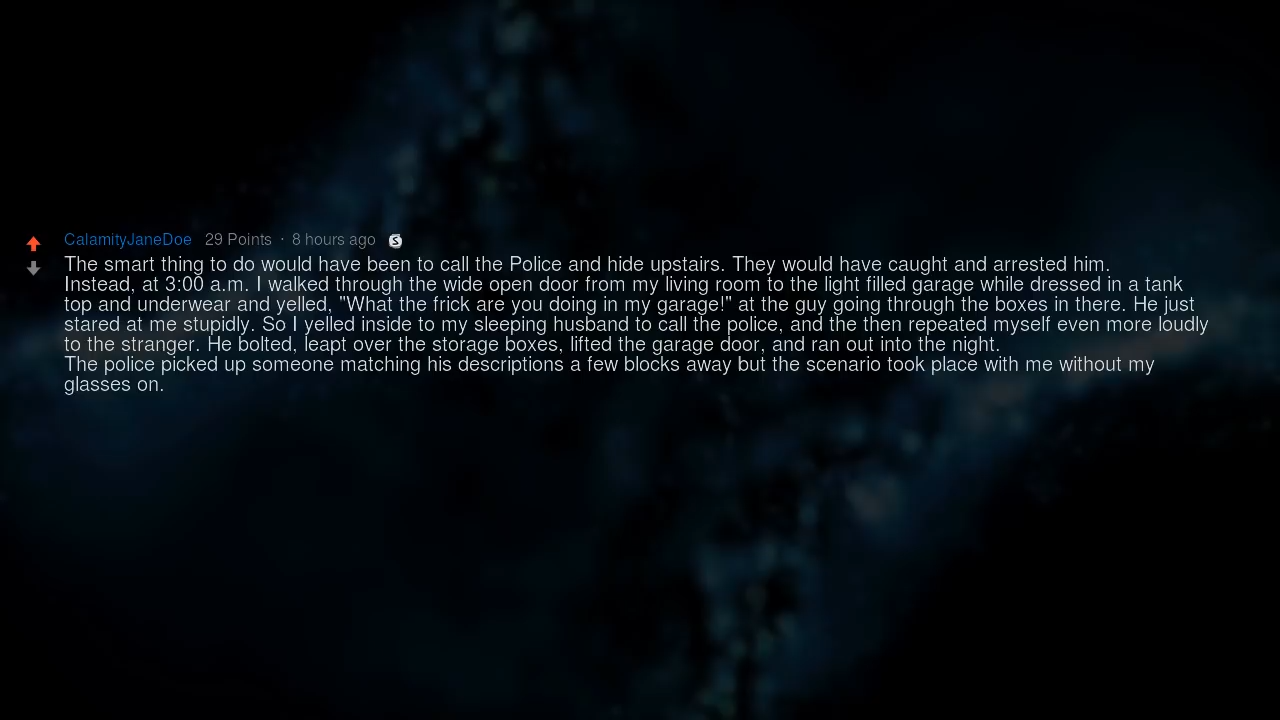 CalamityJaneDoe 29 Points · 8 hours ago
The smart thing to do would have been to call the Police and hide upstairs. They would have caught and arrested him.
Instead, at 3:00 a.m. I walked through the wide open door from my living room to the light filled garage while dressed in a tank
top and underwear and yelled, "What the frick are you doing in my garage!" at the guy going through the boxes in there. He just
stared at me stupidly. So I yelled inside to my sleeping husband to call the police, and the then repeated myself even more loudly
to the stranger. He bolted, leapt over the storage boxes, lifted the garage door, and ran out into the night.
The police picked up someone matching his descriptions a few blocks away but the scenario took place with me without my
glasses on.